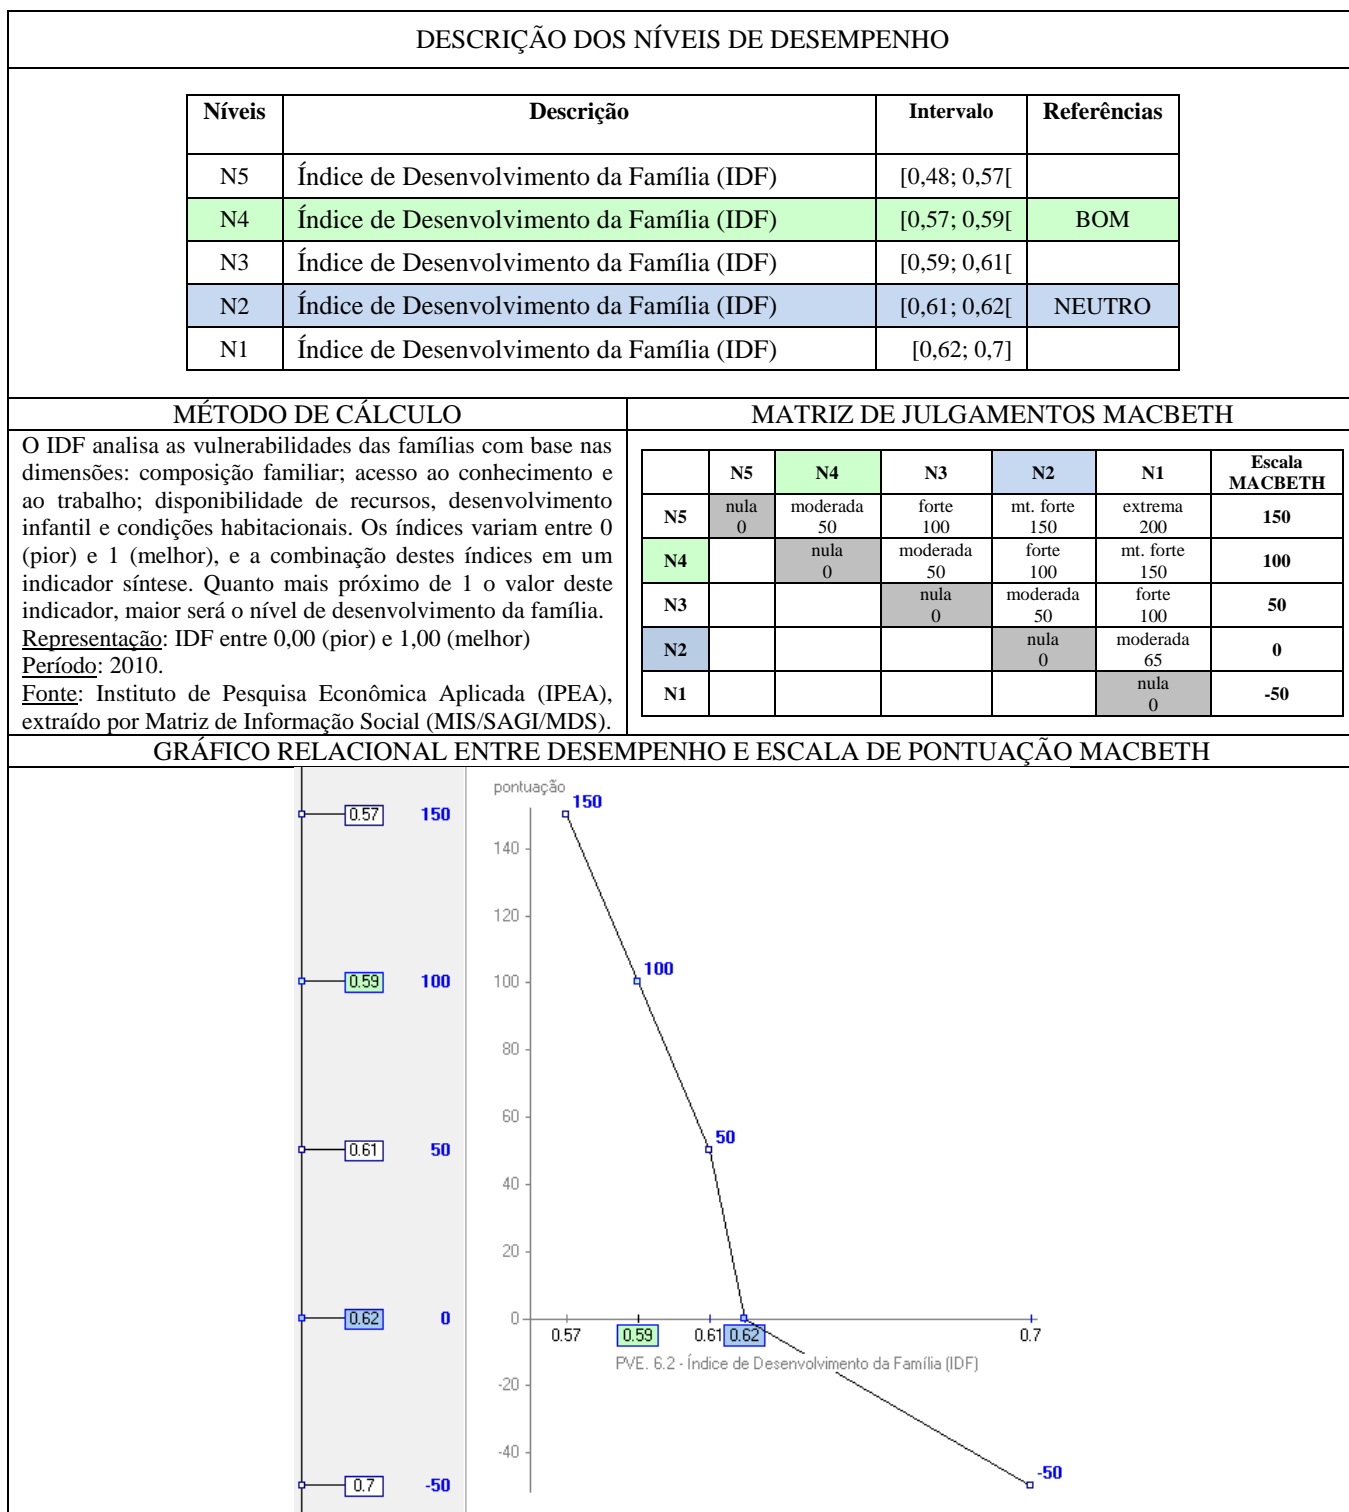 DESCRIÇÃO DOS NÍVEIS DE DESEMPENHO
Níveis Descrição Intervalo Referências
N5 Índice de Desenvolvimento da Família (IDF) [0,48; 0,57[
N4 Índice de Desenvolvimento da Família (IDF) [0,57; 0,59[ BOM
N3 Índice de Desenvolvimento da Família (IDF) [0,59; 0,61[
N2 Índice de Desenvolvimento da Família (IDF) [0,61; 0,62[ NEUTRO
N1 Índice de Desenvolvimento da Família (IDF) [0,62; 0,7]
MÉTODO DE CÁLCULO
O IDF analisa as vulnerabilidades das famílias com base nas
dimensões: composição familiar; acesso ao conhecimento e
ao trabalho; disponibilidade de recursos, desenvolvimento
infantil e condições habitacionais. Os índices variam entre 0
(pior) e 1 (melhor), e a combinação destes índices em um
indicador síntese. Quanto mais próximo de 1 o valor deste
indicador, maior será o nível de desenvolvimento da família.
Representação: IDF entre 0,00 (pior) e 1,00 (melhor)
Período: 2010.
Fonte: Instituto de Pesquisa Econômica Aplicada (IPEA),
extraído por Matriz de Informação Social (MIS/SAGI/MDS).
MATRIZ DE JULGAMENTOS MACBETH
N5 N4 N3 N2 N1 Escala
MACBETH
N5 nula moderada forte mt. forte extrema 150
0 50 100 150 200
N4 nula moderada forte mt. forte 100
0 50 100 150
N3 nula moderada forte 50
0 50 100
N2 nula moderada 0
0 65
N1 nula -50
0
GRÁFICO RELACIONAL ENTRE DESEMPENHO E ESCALA DE PONTUAÇÃO MACBETH
0.57 150
0.59 100
0.61 50
0.62 0
0.7 -50
pontuação
150
140
120
100 100
80
60
50
40
20
0
0.57 0.59 0.61 0.62 0.7
PVE. 6.2 - Índice de Desenvolvimento da Família (IDF)
-20
-40
-50